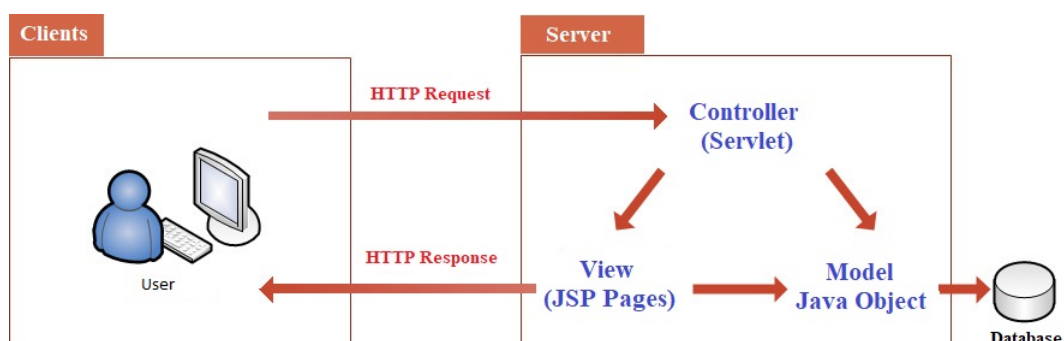 Clients
Server
HTTP Request
Controller
(Servlet)
HTTP Response
User
View
(JSP Pages)
Model
Java Object
Database